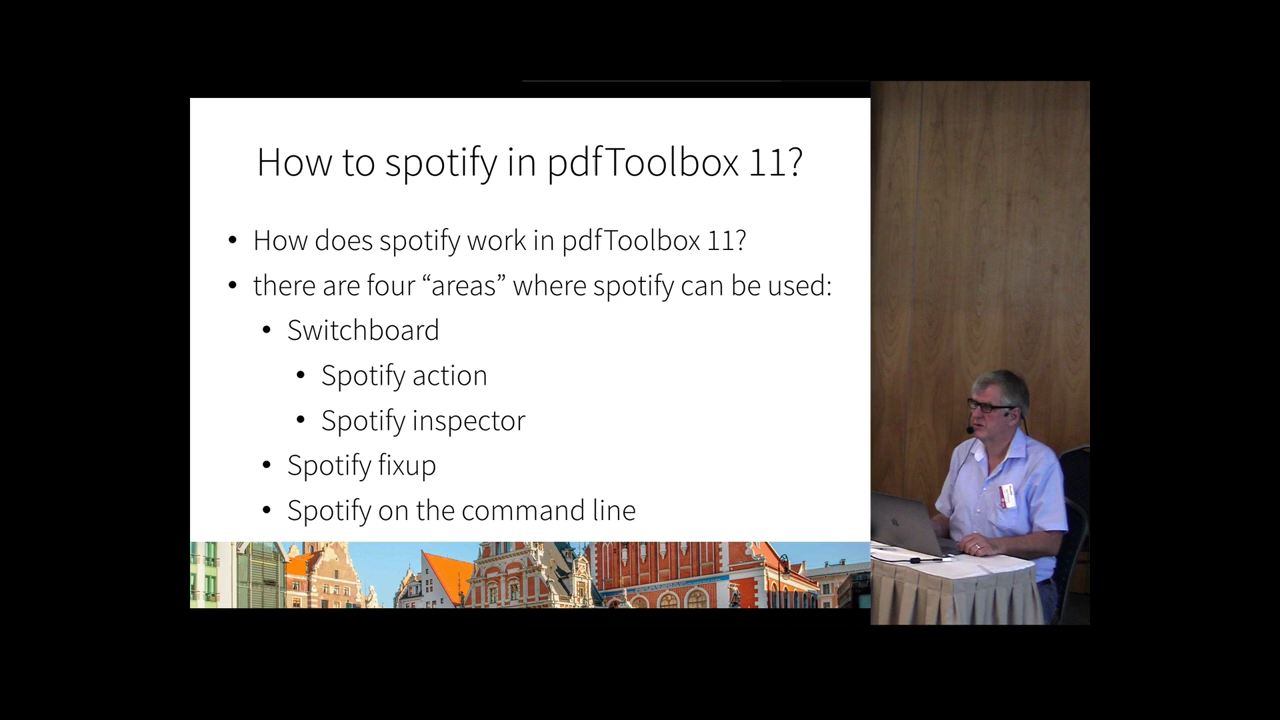 How to spotify in pdfToolbox 11?
• How does spotify work in pdfToolbox 11?
• there are four “areas” where spotify can be used:
• Switchboard
• Spotify action
• Spotify inspector
• Spotify fixup
• Spotify on the command line